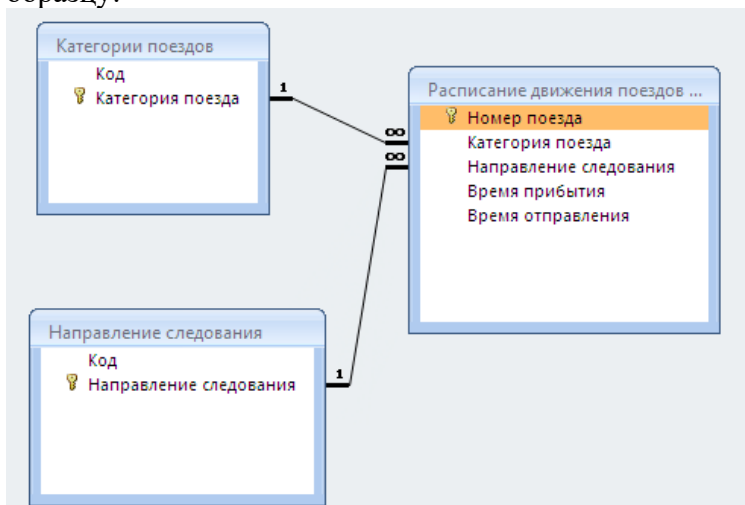 образцу:
Категории поездов
Код
Категория поезда
1
Расписание движения поездов ...
Номер поезда
Категория поезда
Направление следования
Время прибытия
Время отправления
∞
∞
Направление следования
Код
Направление следования
1